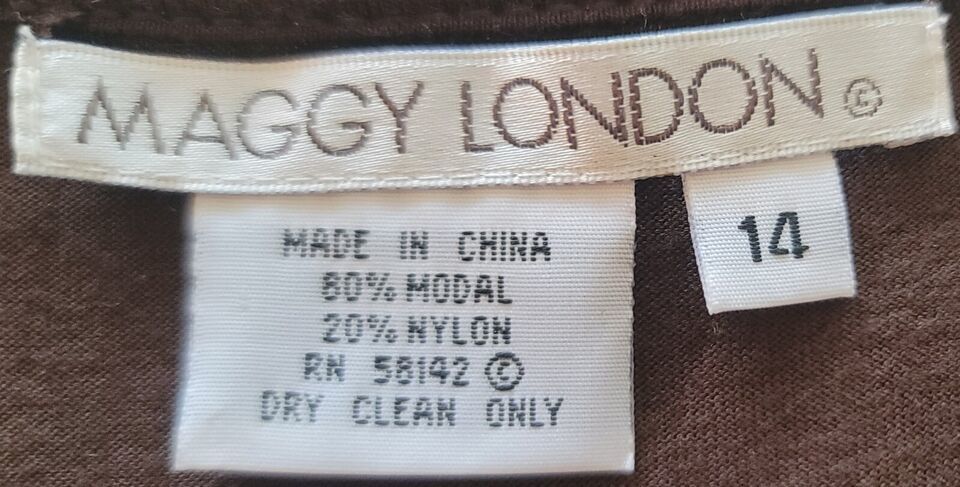 MAGGY LONDON ©
14
MADE IN CHINA
80% MODAL
20% NYLON
RN 58142 ©
DRY CLEAN ONLY